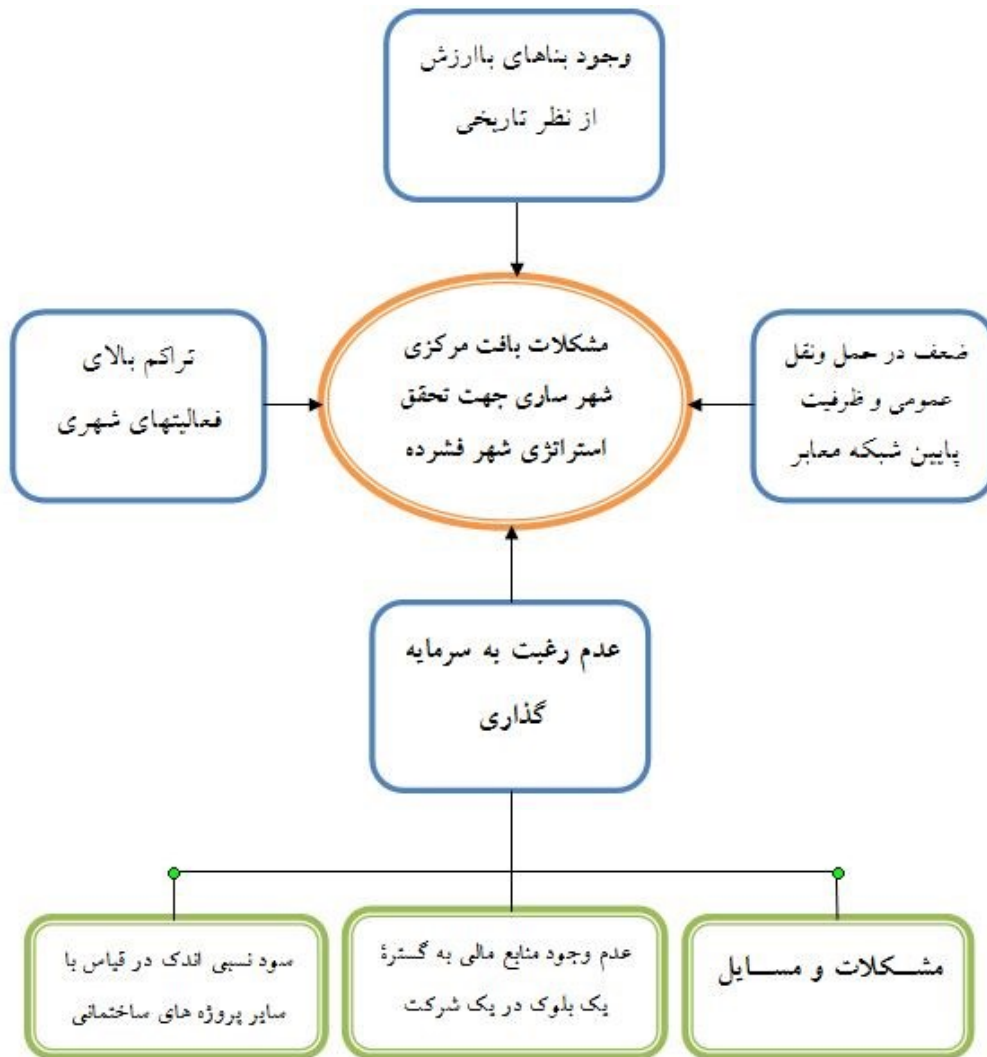 وجود بناهای باارزش
از نظر تاریخی
مشکلات بافت مرکزی
شهر ساری جهت تحقق
استراتژی شهر فشرده
ضعف در حمل ونقل
عمومی و ظرفیت
پایین شبکه معابر
تراکم بالای
فعالیتهای شهری
عدم رغبت به سرمایه
گذاری
مشــکلات و مســایل
عدم وجود منابع مالی به گسترۀ
یک بلوک در یک شرکت
سود نسبی اندک در قیاس با
سایر پروژه های ساختمانی